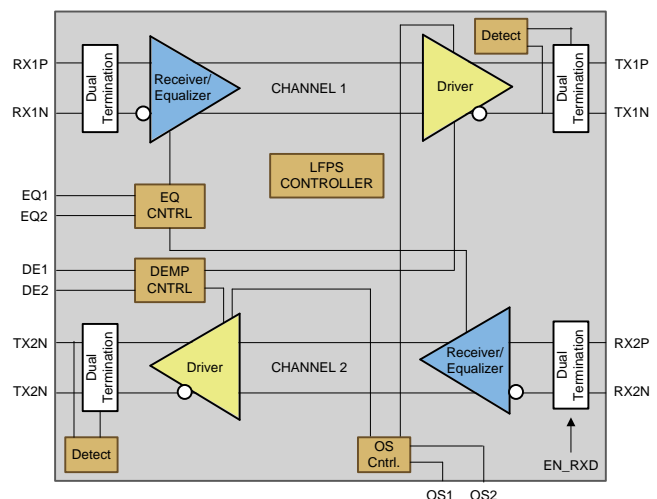 Detect
RX1P
Dual
Termination
Receiver/
Equalizer
CHANNEL 1
Driver
Dual
Termination
TX1P
RX1N
TX1N
LFPS
CONTROLLER
EQ1
EQ2
EQ
CNTRL
DE1
DE2
DEMP
CNTRL
TX2N
Dual
Termination
Driver
CHANNEL 2
Receiver/
Equalizer
Dual
Termination
RX2P
TX2N
RX2N
Detect
OS
Cntrl.
EN_RXD
OS1 OS2